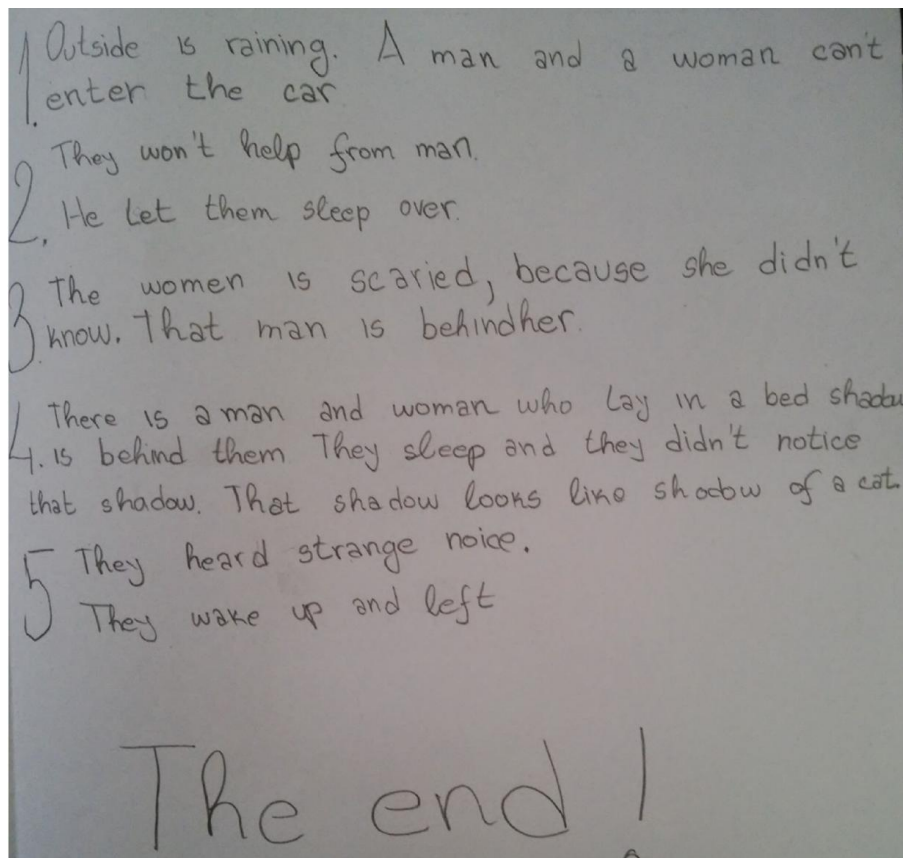 1. Outside is raining. A man and a woman can't
enter the car
They won't help from man.
2. He let them sleep over.
3. The women is scaried, because she didn't
know. That man is behindher.
There is a man and woman who lay in a bed shadow
4. is behind them They sleep and they didn't notice
that shadow. That shadow looks like shadow of a cat.
5 They heard strange noice.
They wake up and left
The end!